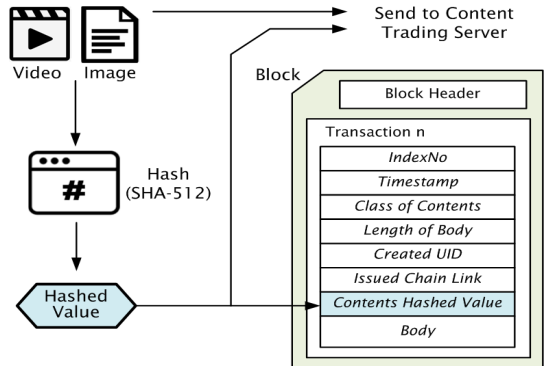 Video Image
Send to Content
Trading Server
Hash
(SHA-512)
#
Hashed
Value
Block
Block Header
Transaction n
IndexNo
Timestamp
Class of Contents
Length of Body
Created UID
Issued Chain Link
Contents Hashed Value
Body